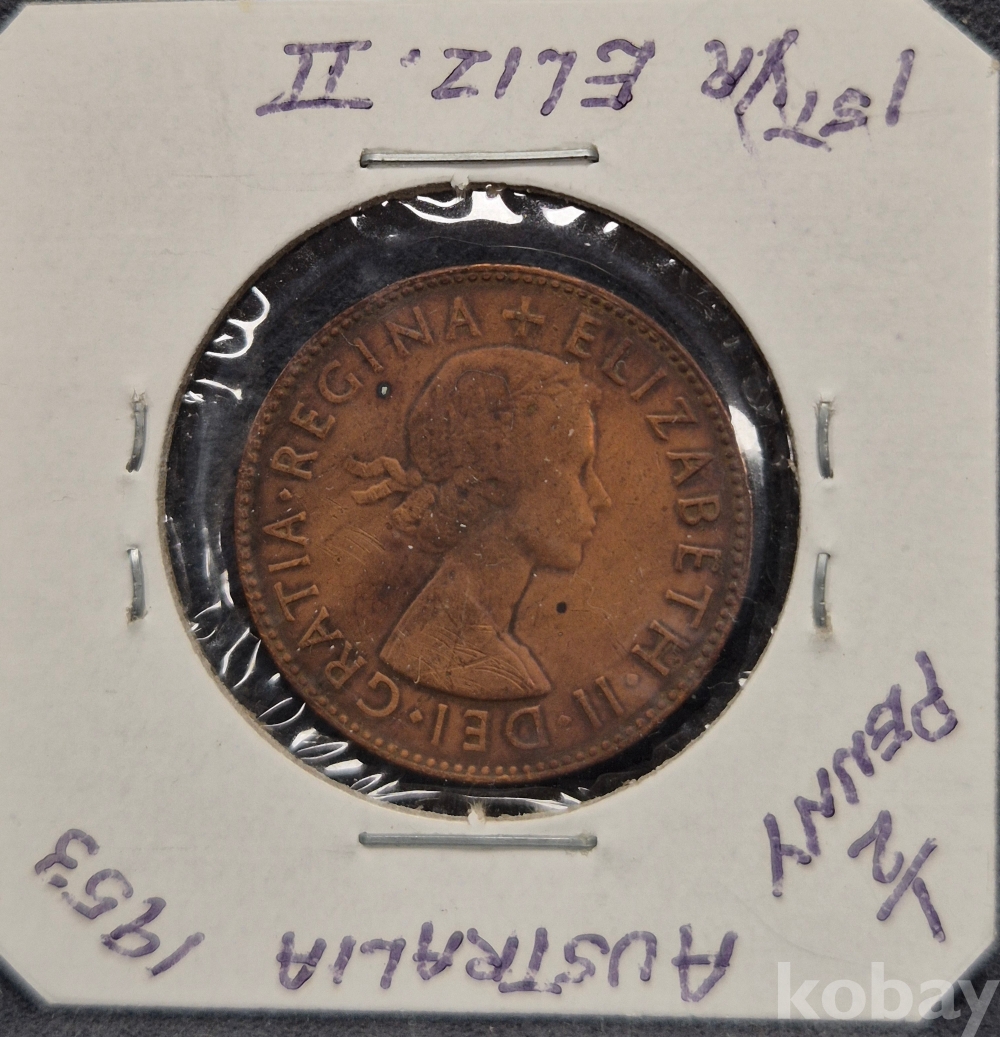 1ST YR ELIZ. II
+ ELIZABETH·II·DEI·GRATIA·REGINA
1/2
PENNY
AUSTRALIA
1953
kobay